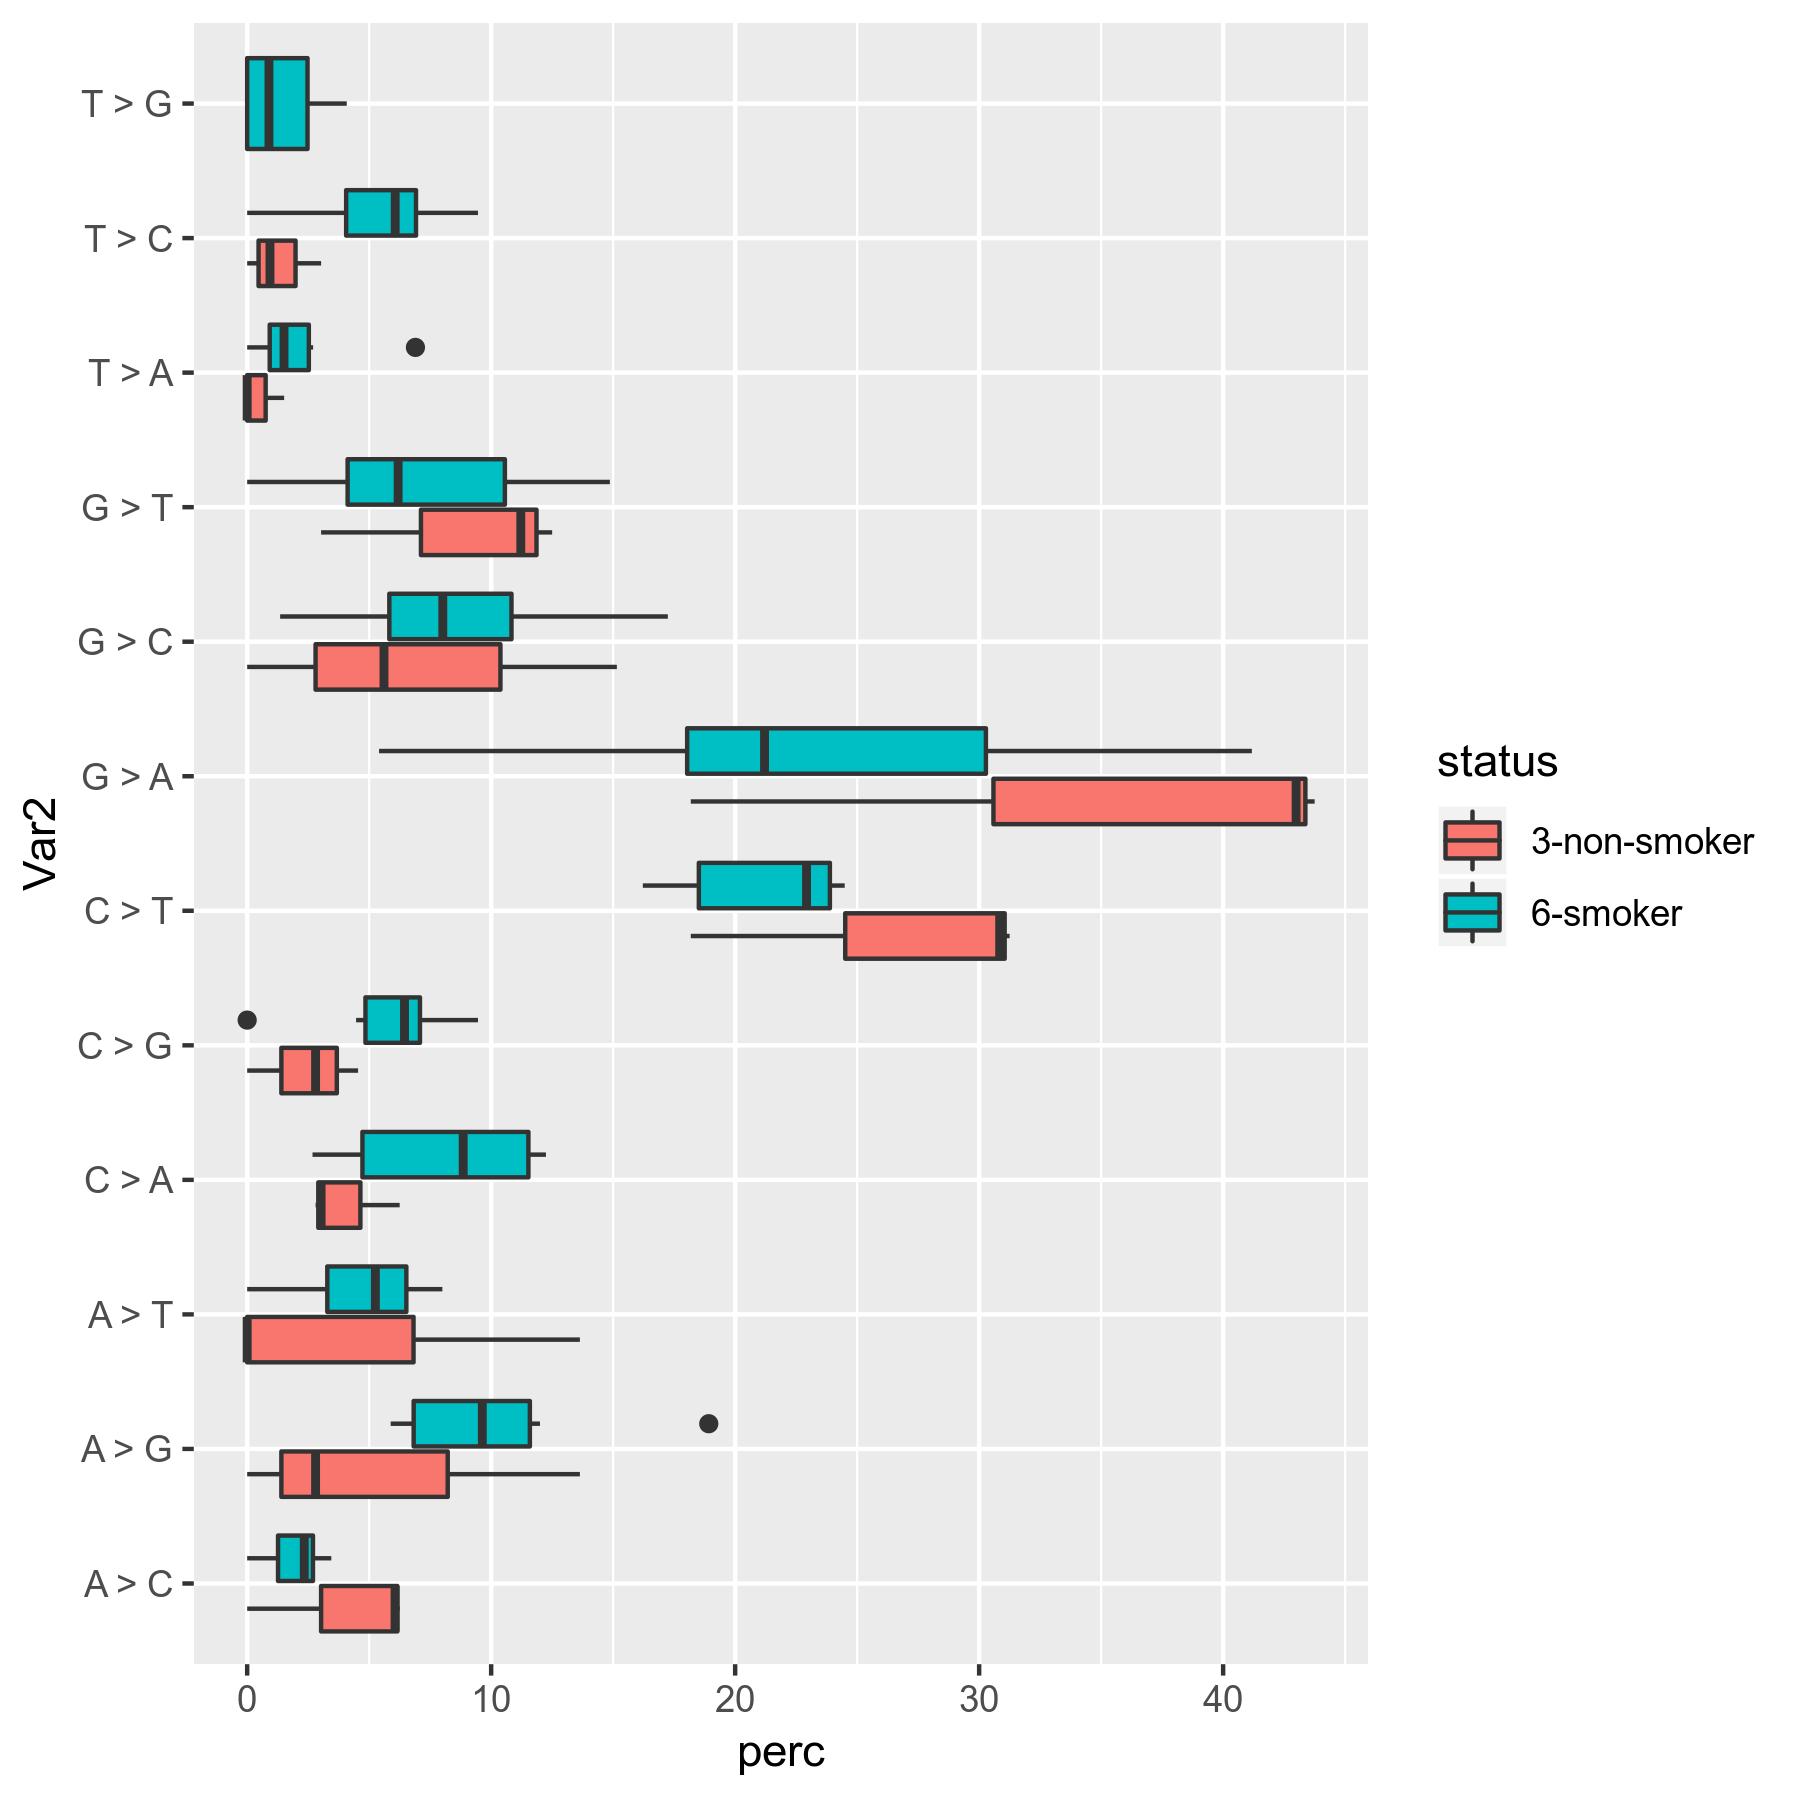 Var2
T > G
T > C
T > A
G > T
G > C
G > A
C > T
C > G
C > A
A > T
A > G
A > C
0 10 20 30 40
perc
status
3-non-smoker
6-smoker